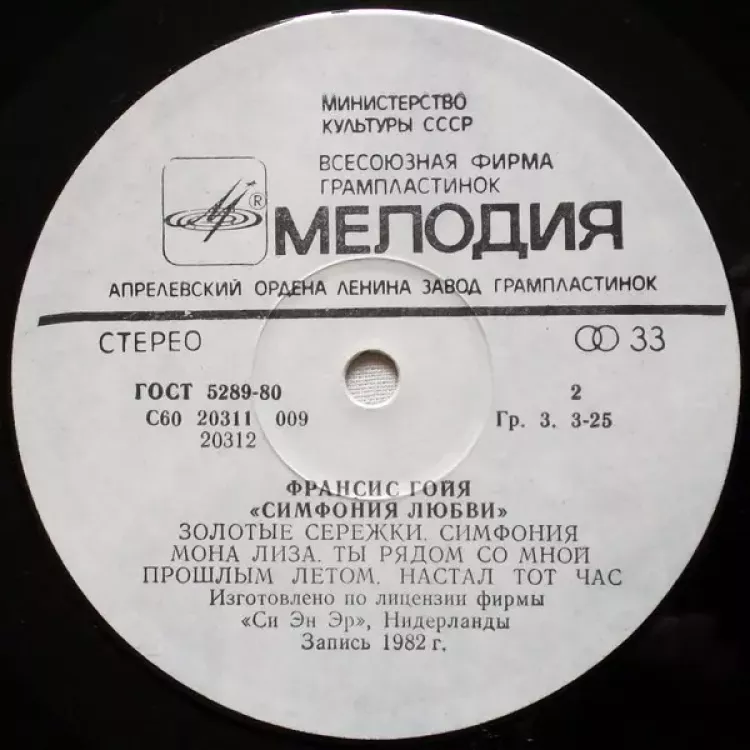 МИНИСТЕРСТВО
КУЛЬТУРЫ СССР
ВСЕСОЮЗНАЯ ФИРМА
ГРАМПЛАСТИНОК
® МЕЛОДИЯ
АПРЕЛЕВСКИЙ ОРДЕНА ЛЕНИНА ЗАВОД ГРАМПЛАСТИНОК
СТЕРЕО 33
ГОСТ 5289-80 2
С60 20311 009 Гр. 3. 3-25
20312
ФРАНСИС ГОЙЯ
«СИМФОНИЯ ЛЮБВИ»
ЗОЛОТЫЕ СЕРЕЖКИ. СИМФОНИЯ
МОНА ЛИЗА. ТЫ РЯДОМ СО МНОЙ
ПРОШЛЫМ ЛЕТОМ. НАСТАЛ ТОТ ЧАС
Изготовлено по лицензии фирмы
«Си Эн Эр», Нидерланды
Запись 1982 г.